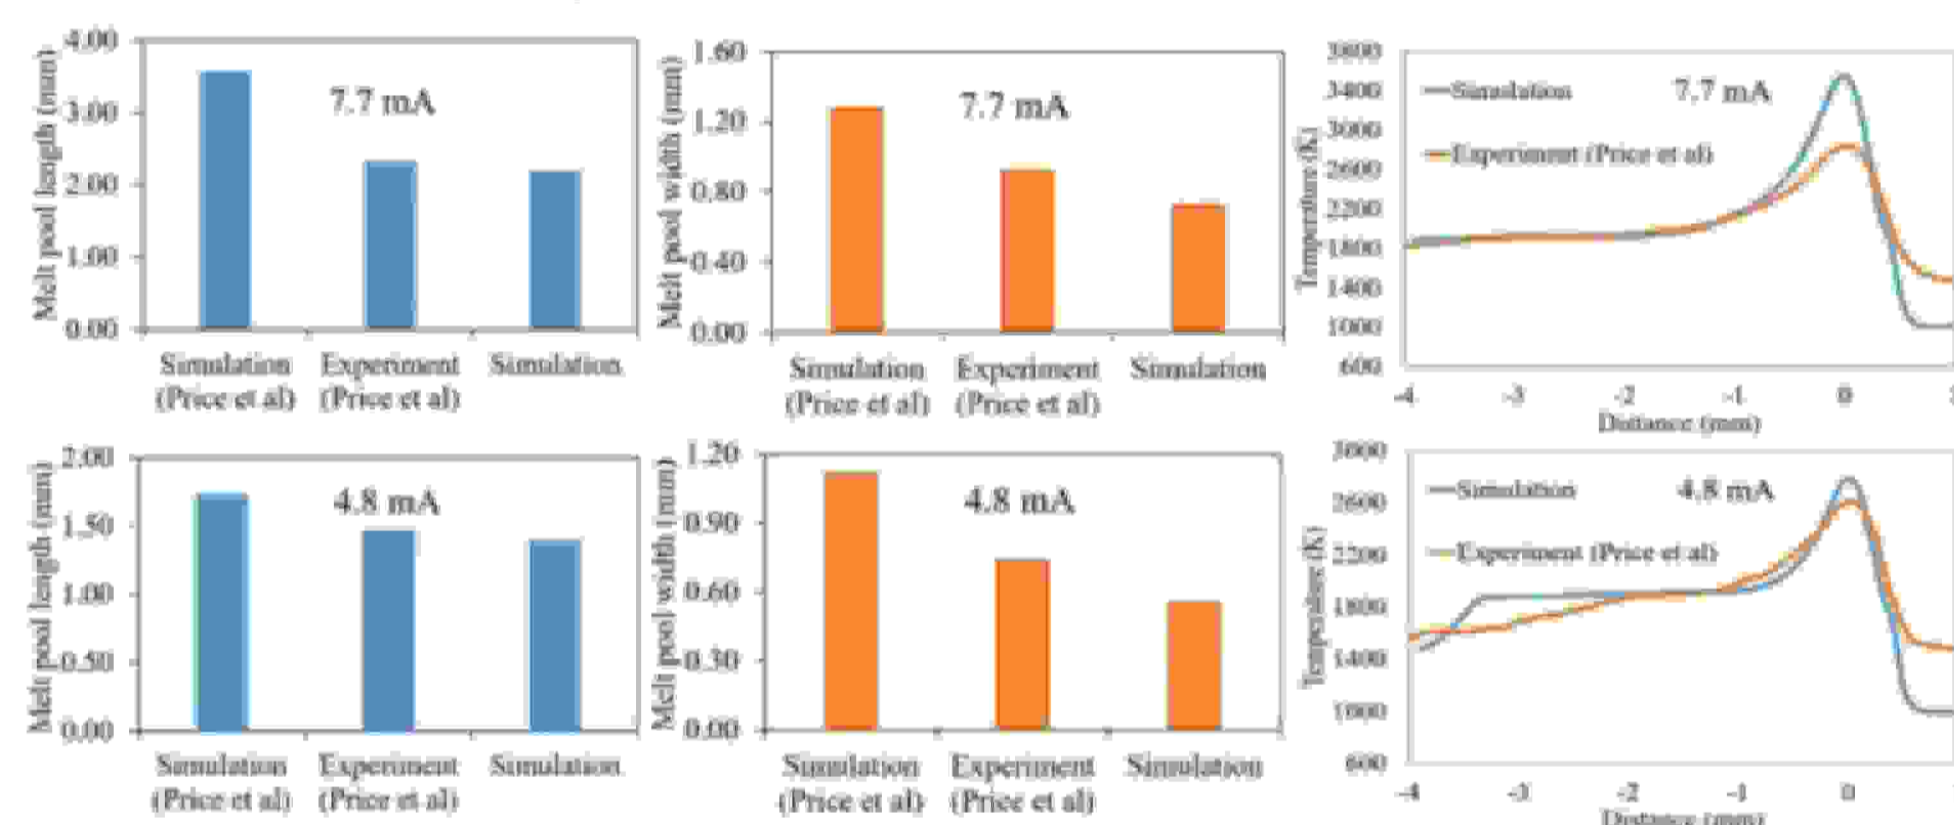 Melt pool length (mm)
4.00
3.00
2.00
1.00
0.00
7.7 mA
Simulation
(Price et al)
Experiment
(Price et al)
Simulation
Melt pool width (mm)
1.60
1.20
0.80
0.40
0.00
7.7 mA
Simulation
(Price et al)
Experiment
(Price et al)
Simulation
Temperature (K)
3800
3400
3000
2600
2200
1800
1400
1000
600
Simulation
7.7 mA
Experiment (Price et al)
-4
-3
-2
-1
0
Distance (mm)
Melt pool length (mm)
2.00
1.50
1.00
0.50
0.00
4.8 mA
Simulation
(Price et al)
Experiment
(Price et al)
Simulation
Melt pool width (mm)
1.20
0.90
0.60
0.30
0.00
4.8 mA
Simulation
(Price et al)
Experiment
(Price et al)
Simulation
Temperature (K)
3000
2600
2200
1800
1400
1000
600
Simulation
4.8 mA
Experiment (Price et al)
-4
-3
-2
-1
0
Distance (mm)